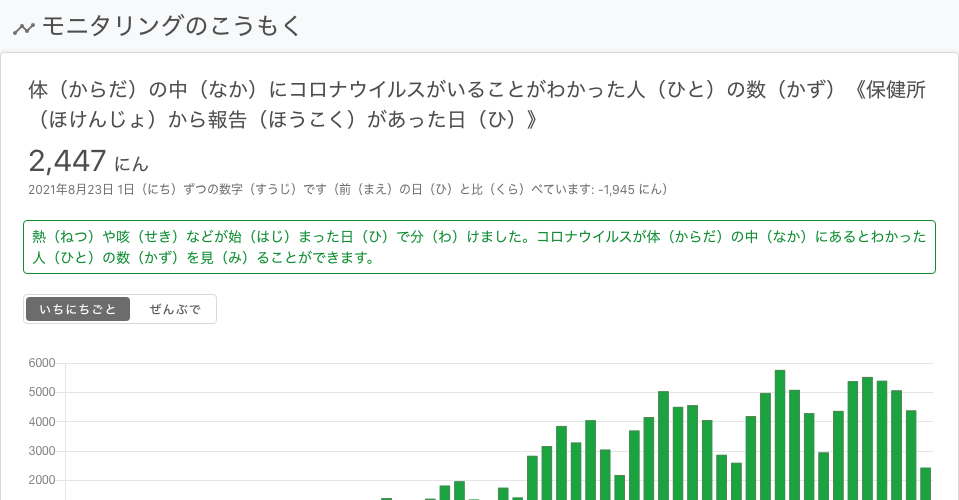 モニタリングのこうもく
体（からだ）の中（なか）にコロナウイルスがいることがわかった人（ひと）の数（かず）《保健所
（ほけんじょ）から報告（ほうこく）があった日（ひ）》
2,447 にん
2021年8月23日 1日（にち）ずつの数字（すうじ）です（前（まえ）の日（ひ）と比（くら）べています: -1,945 にん）
熱（ねつ）や咳（せき）などが始（はじ）まった日（ひ）で分（わ）けました。コロナウイルスが体（からだ）の中（なか）にあるとわかった
人（ひと）の数（かず）を見（み）ることができます。
いちにちごと ぜんぶで
6000
5000
4000
3000
2000